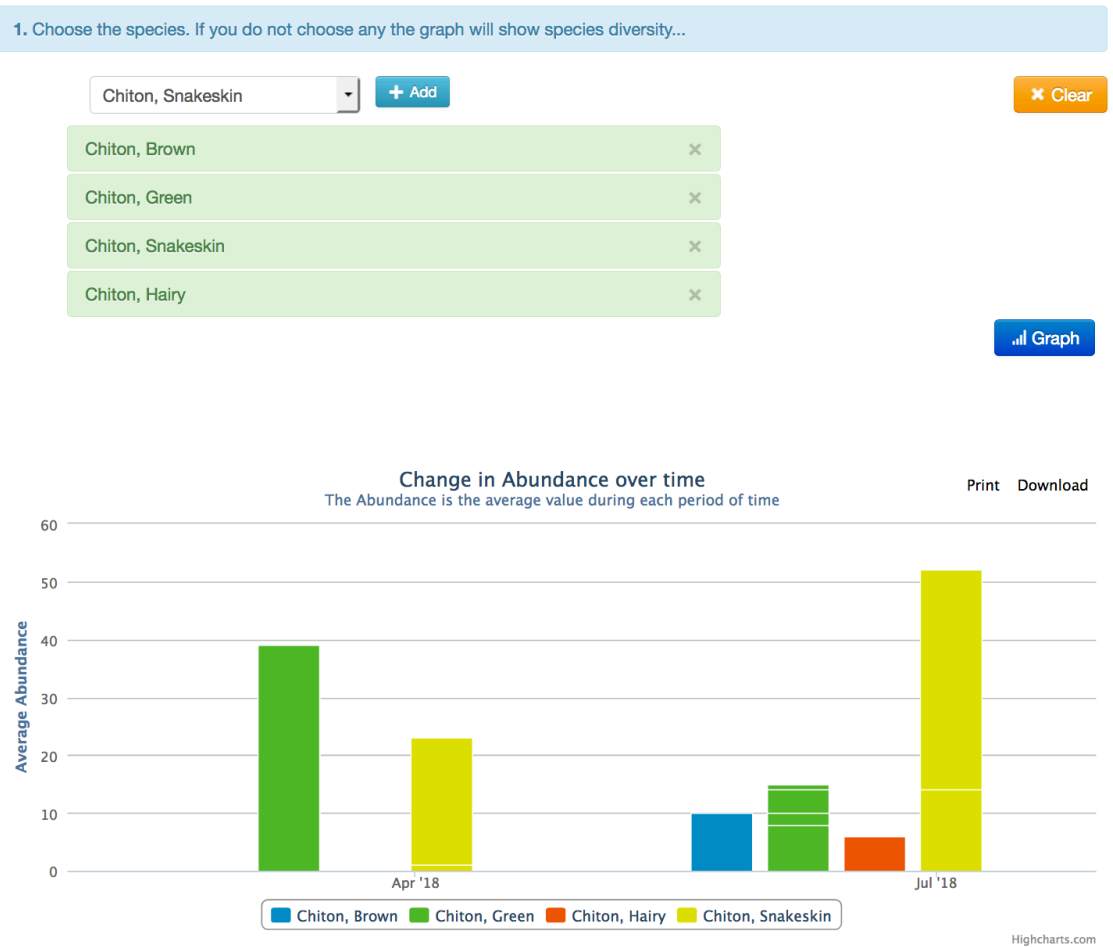 1. Choose the species. If you do not choose any the graph will show species diversity...
Chiton, Snakeskin
Add
Clear
Chiton, Brown
Chiton, Green
Chiton, Snakeskin
Chiton, Hairy
Graph
Change in Abundance over time
The Abundance is the average value during each period of time
Print Download
Average Abundance
60
50
40
30
20
10
0
Apr '18 Jul '18
Chiton, Brown Chiton, Green Chiton, Hairy Chiton, Snakeskin
Highcharts.com